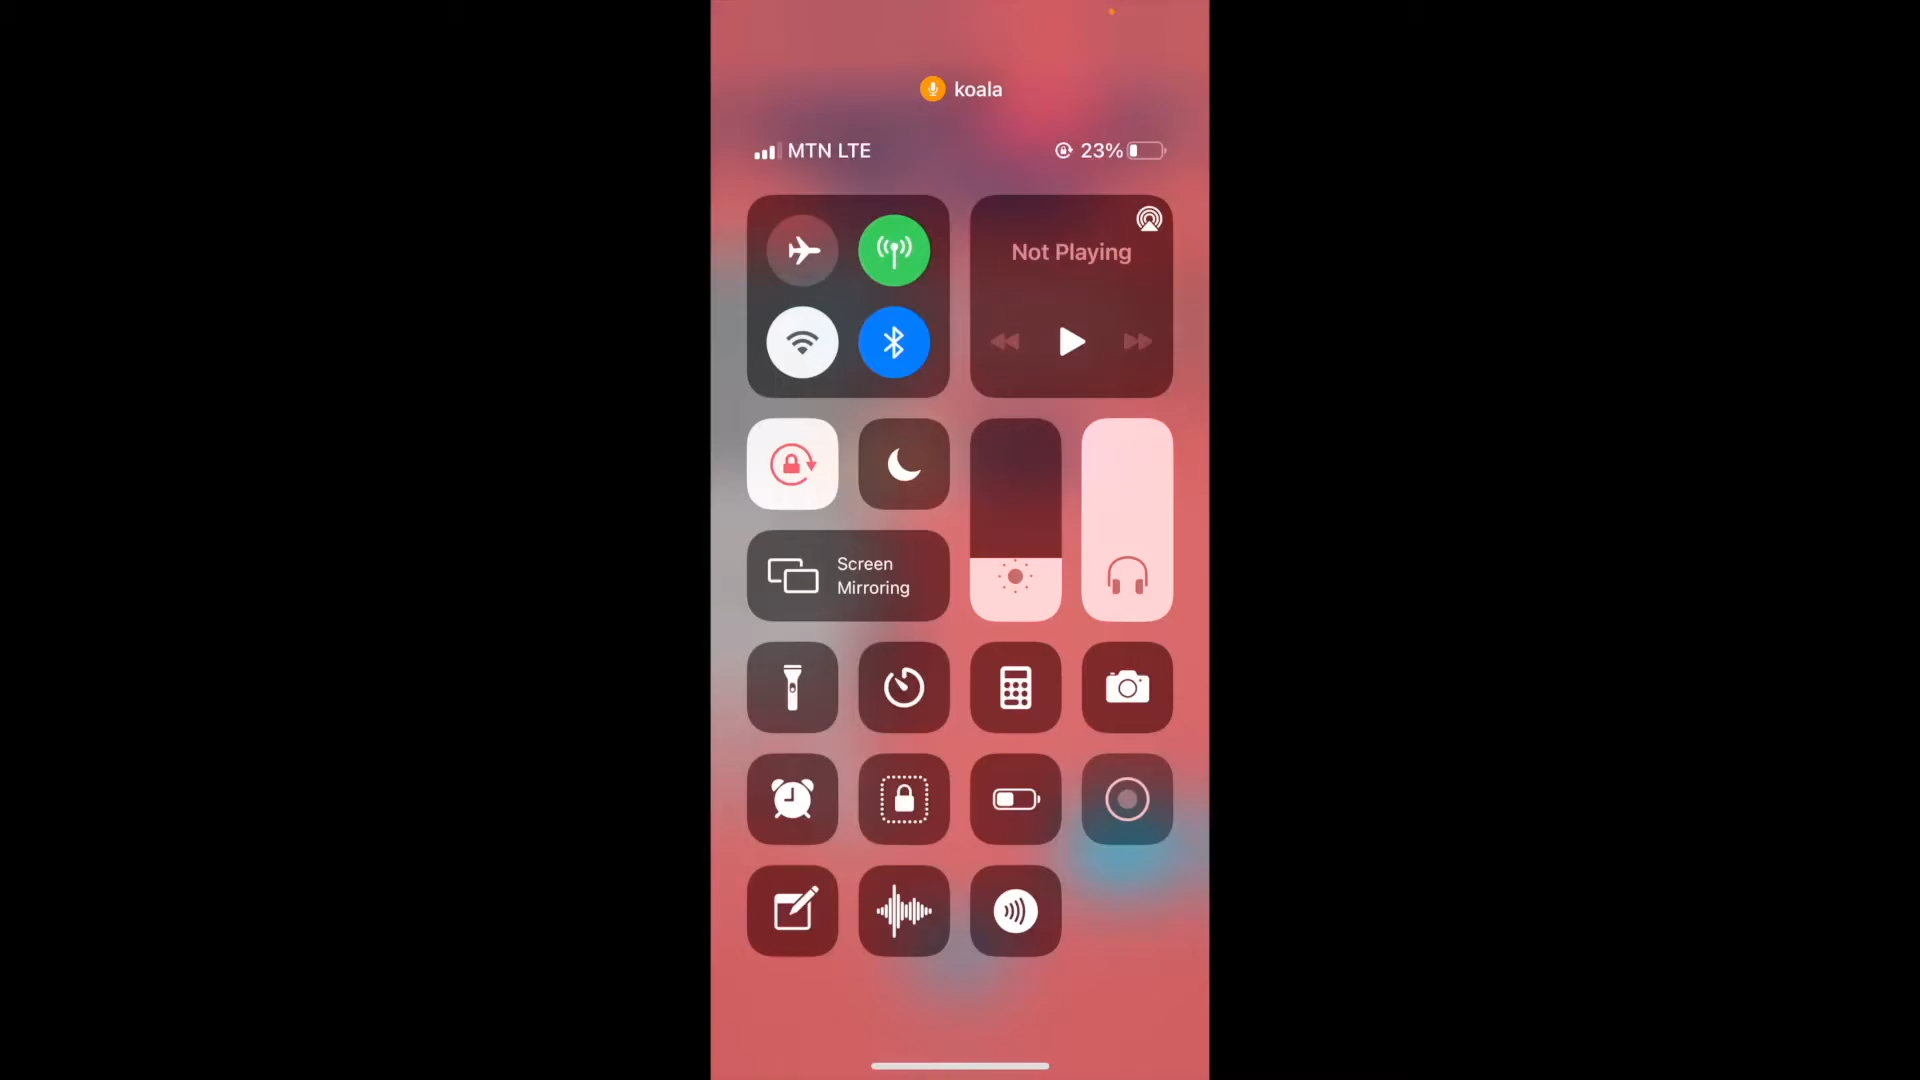 koala
MTN LTE
23%
Not Playing
Screen
Mirroring